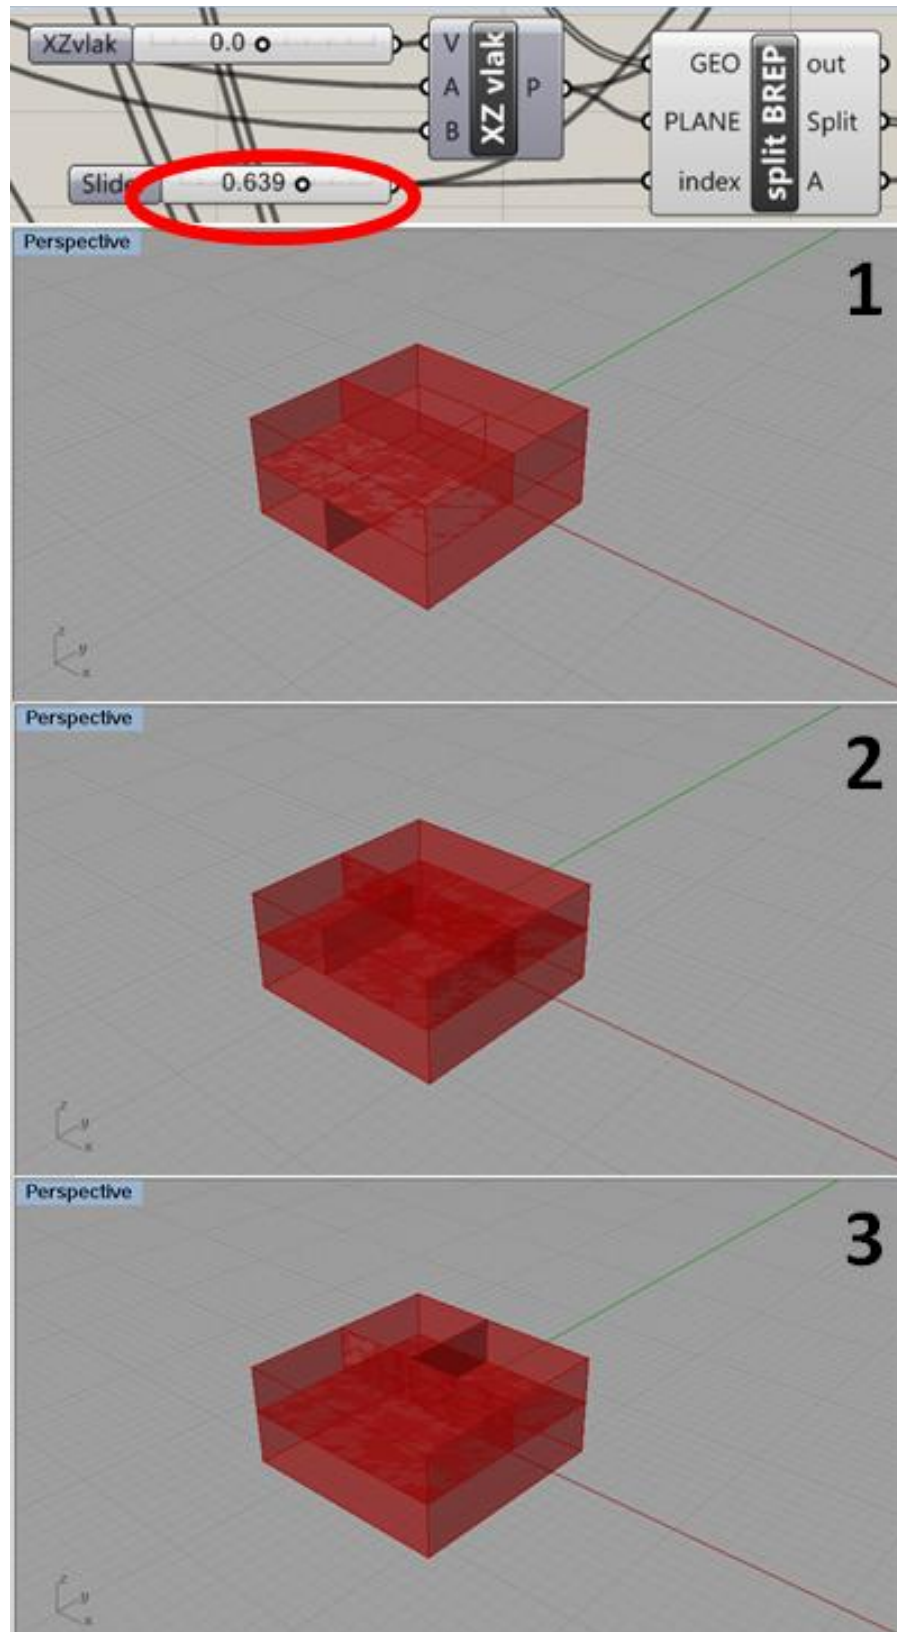 XZvlak 0.0
V
A
B
XZ vlak
P
GEO
PLANE
index
split BREP
out
Split
A
0.639
Perspective
1
z
y
x
Perspective
2
z
y
x
Perspective
3
z
y
x